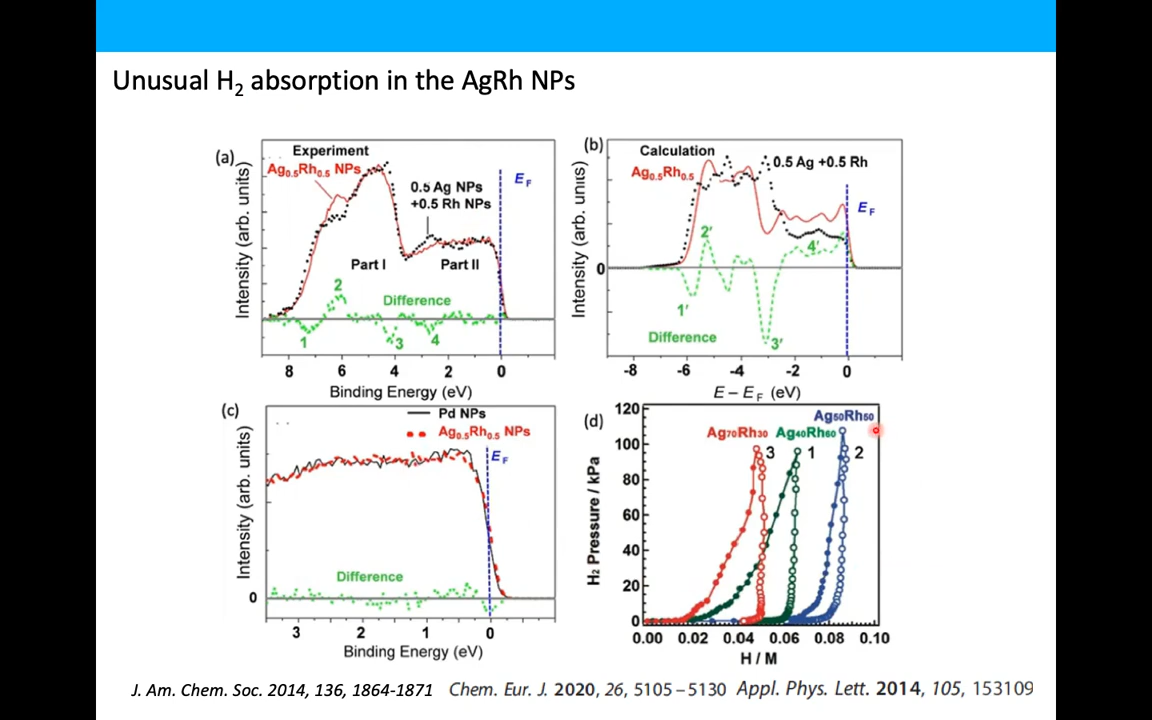 Unusual H₂ absorption in the AgRh NPs
(a)
Experiment
Ag₀.₅Rh₀.₅ NPs
0.5 Ag NPs
+0.5 Rh NPs
E_F
Part I
Part II
2
Difference
1
3
4
0
Intensity (arb. units)
8 6 4 2 0
Binding Energy (eV)
(b)
Calculation
Ag₀.₅Rh₀.₅
0.5 Ag +0.5 Rh
E_F
2'
4'
1'
3'
Difference
0
Intensity (arb. units)
-8 -6 -4 -2 0
E – E_F (eV)
(c)
Pd NPs
Ag₀.₅Rh₀.₅ NPs
E_F
Difference
0
Intensity (arb. units)
3 2 1 0
Binding Energy (eV)
(d)
Ag₅₀Rh₅₀
Ag₇₀Rh₃₀ Ag₄₀Rh₆₀
3 1 2
120
100
80
60
40
20
0
H₂ Pressure / kPa
0.00 0.02 0.04 0.06 0.08 0.10
H / M
J. Am. Chem. Soc. 2014, 136, 1864-1871 Chem. Eur. J. 2020, 26, 5105–5130 Appl. Phys. Lett. 2014, 105, 153109